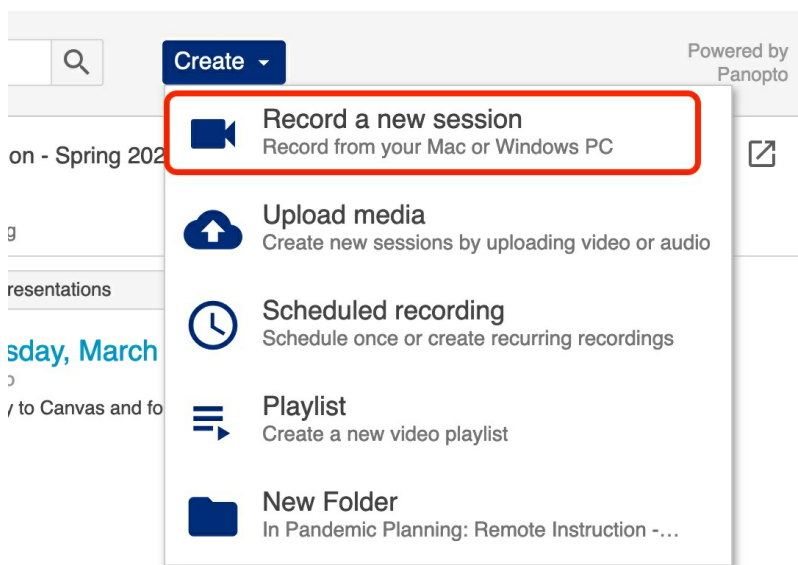 Create
Powered by
Panopto
Record a new session
Record from your Mac or Windows PC
on - Spring 202
Upload media
Create new sessions by uploading video or audio
g
resentations
Scheduled recording
Schedule once or create recurring recordings
sday, March
o
y to Canvas and fo
Playlist
Create a new video playlist
New Folder
In Pandemic Planning: Remote Instruction -...